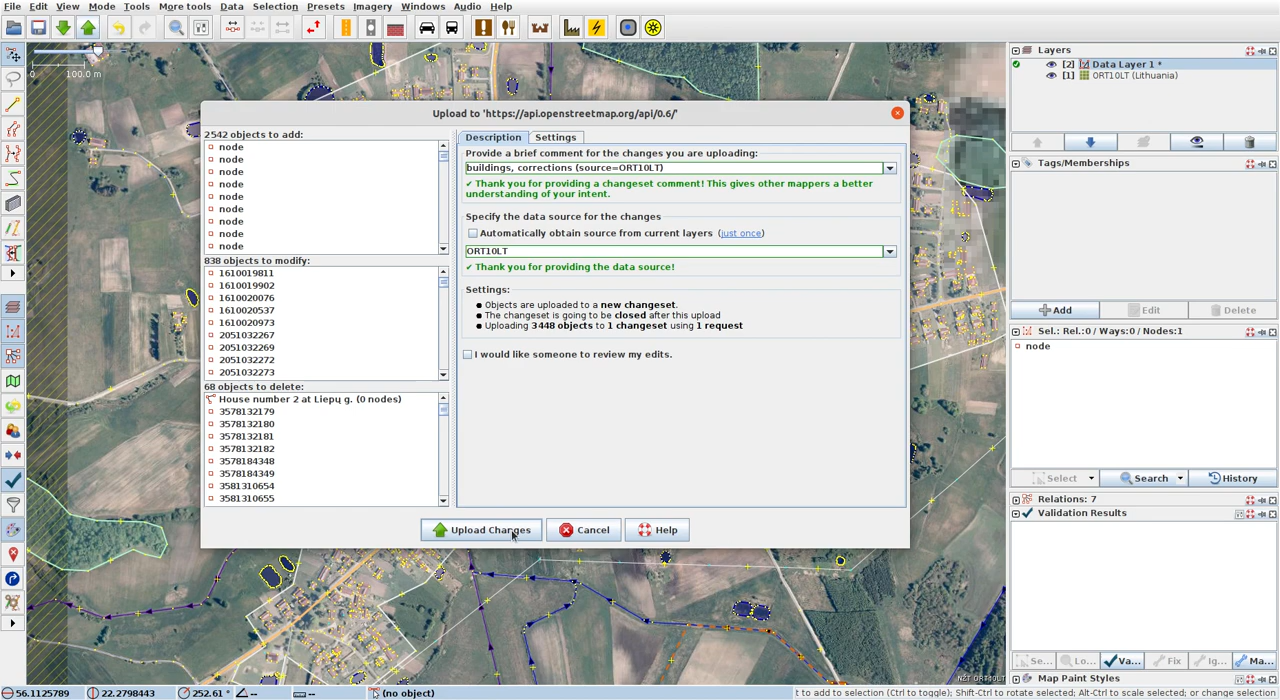 File Edit View Mode Tools More tools Data Selection Presets Imagery Windows Audio Help
0 100.0 m
Upload to 'https://api.openstreetmap.org/api/0.6/'
2542 objects to add:
node
node
node
node
node
node
node
node
node
838 objects to modify:
1610019811
1610019902
1610020076
1610020537
1610020973
2051032267
2051032269
2051032272
2051032273
68 objects to delete:
House number 2 at Liepų g. (0 nodes)
3578132179
3578132180
3578132181
3578132182
3578184348
3578184349
3581310654
3581310655
Description Settings
Provide a brief comment for the changes you are uploading:
buildings, corrections (source=ORT10LT)
✔ Thank you for providing a changeset comment! This gives other mappers a better
understanding of your intent.
Specify the data source for the changes
Automatically obtain source from current layers (just once)
ORT10LT
✔ Thank you for providing the data source!
Settings:
• Objects are uploaded to a new changeset.
• The changeset is going to be closed after this upload
• Uploading 3448 objects to 1 changeset using 1 request
I would like someone to review my edits.
Upload Changes Cancel Help
Layers
[2] Data Layer 1 *
[1] ORT10LT (Lithuania)
Tags/Memberships
Add Edit Delete
Sel.: Rel.:0 / Ways:0 / Nodes:1
node
Select Search History
Relations: 7
Validation Results
Se... Lo... Va... Fix Ig... Ma...
Map Paint Styles
NŽT ORT10LT
56.1125789 22.2798443 252.61 ° -- -- (no object) t to add to selection (Ctrl to toggle); Shift-Ctrl to rotate selected; Alt-Ctrl to scale selected; or change selection